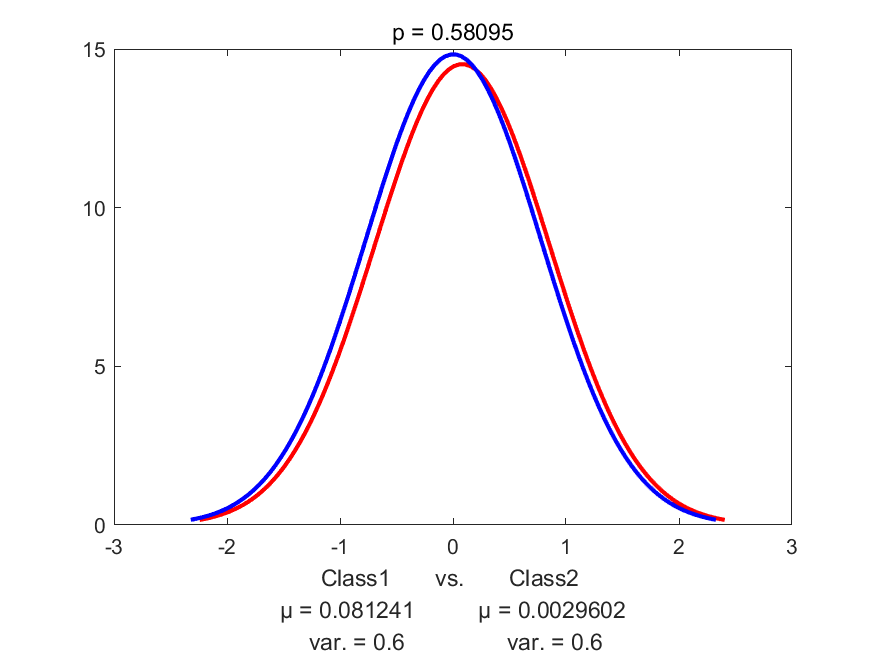 p = 0.58095
15
10
5
0
-3 -2 -1 0 1 2 3
Class1 vs. Class2
μ = 0.081241 μ = 0.0029602
var. = 0.6 var. = 0.6